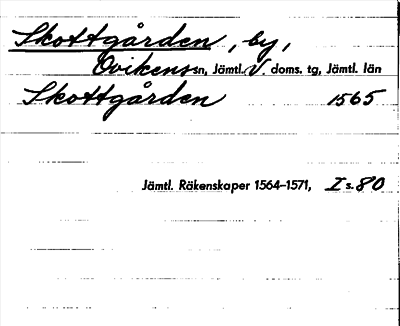 Skottgården, by,
Ovikens sn, Jämtl. V. doms. tg, Jämtl. län
Skottgården 1565
Jämtl. Räkenskaper 1564–1571, I s. 80